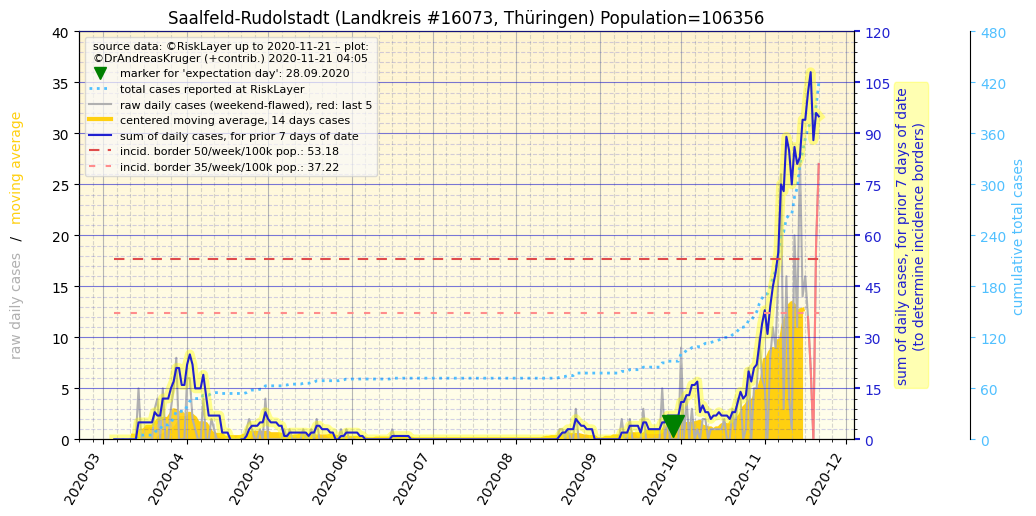 Saalfeld-Rudolstadt (Landkreis #16073, Thüringen) Population=106356
source data: ©RiskLayer up to 2020-11-21 – plot:
©DrAndreasKruger (+contrib.) 2020-11-21 04:05
marker for 'expectation day': 28.09.2020
total cases reported at RiskLayer
raw daily cases (weekend-flawed), red: last 5
centered moving average, 14 days cases
sum of daily cases, for prior 7 days of date
incid. border 50/week/100k pop.: 53.18
incid. border 35/week/100k pop.: 37.22
raw daily cases / moving average
40
35
30
25
20
15
10
5
0
2020-03
2020-04
2020-05
2020-06
2020-07
2020-08
2020-09
2020-10
2020-11
2020-12
120
105
90
75
60
45
30
15
0
sum of daily cases, for prior 7 days of date
(to determine incidence borders)
480
420
360
300
240
180
120
60
0
cumulative total cases